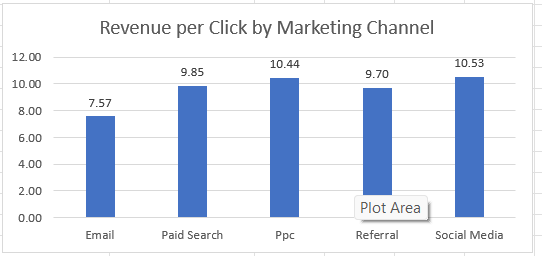 Revenue per Click by Marketing Channel
12.00
10.00
8.00
6.00
4.00
2.00
0.00
7.57
9.85
10.44
9.70
10.53
Plot Area
Email
Paid Search
Ppc
Referral
Social Media